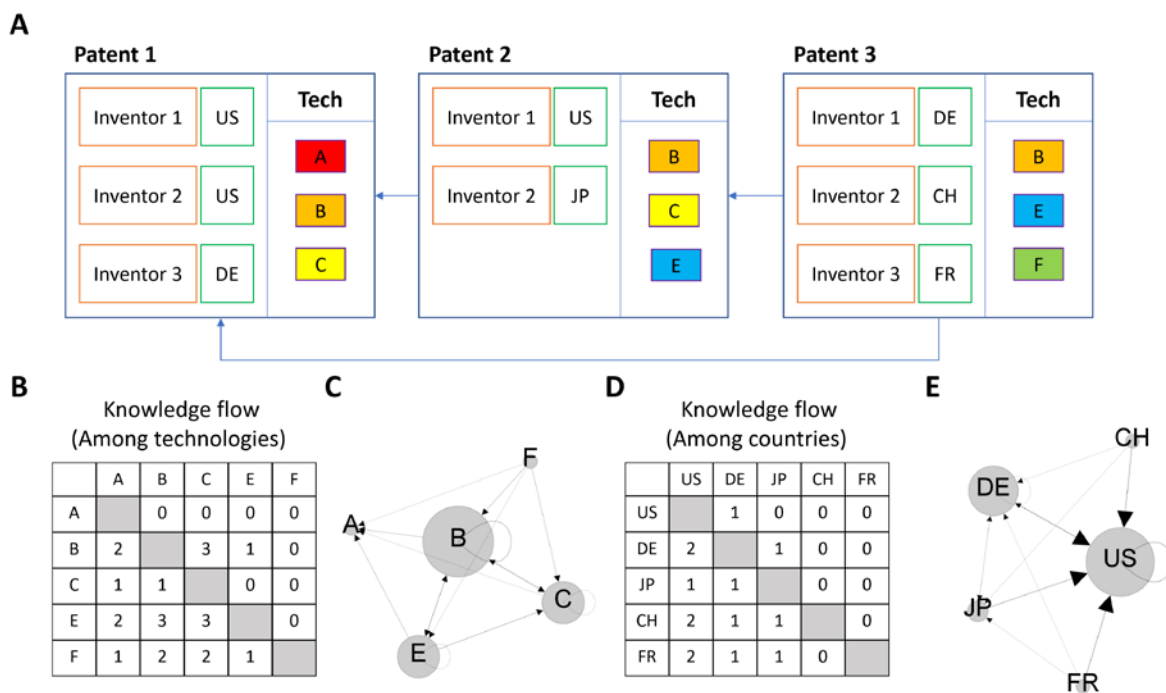 A
Patent 1
Patent 2
Patent 3
Inventor 1 US
Inventor 2 US
Inventor 3 DE
Tech
A
B
C
Inventor 1 US
Inventor 2 JP
Tech
B
C
E
Inventor 1 DE
Inventor 2 CH
Inventor 3 FR
Tech
B
E
F
B
Knowledge flow
(Among technologies)
A B C E F
A 0 0 0 0
B 2 3 1 0
C 1 1 0 0
E 2 3 3 0
F 1 2 2 1
C
F
A
B
C
E
D
Knowledge flow
(Among countries)
US DE JP CH FR
US 1 0 0 0
DE 2 1 0 0
JP 1 1 0 0
CH 2 1 1 0
FR 2 1 1 0
E
CH
DE
US
JP
FR